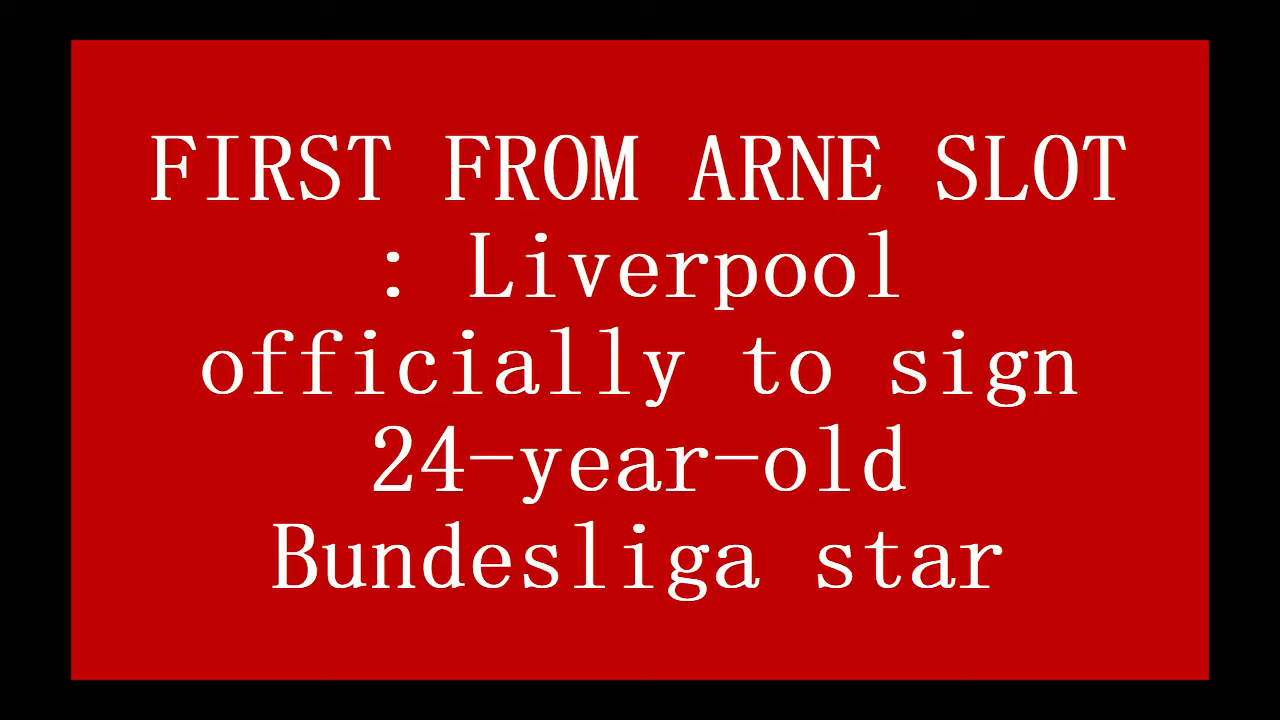 FIRST FROM ARNE SLOT
: Liverpool
officially to sign
24-year-old
Bundesliga star